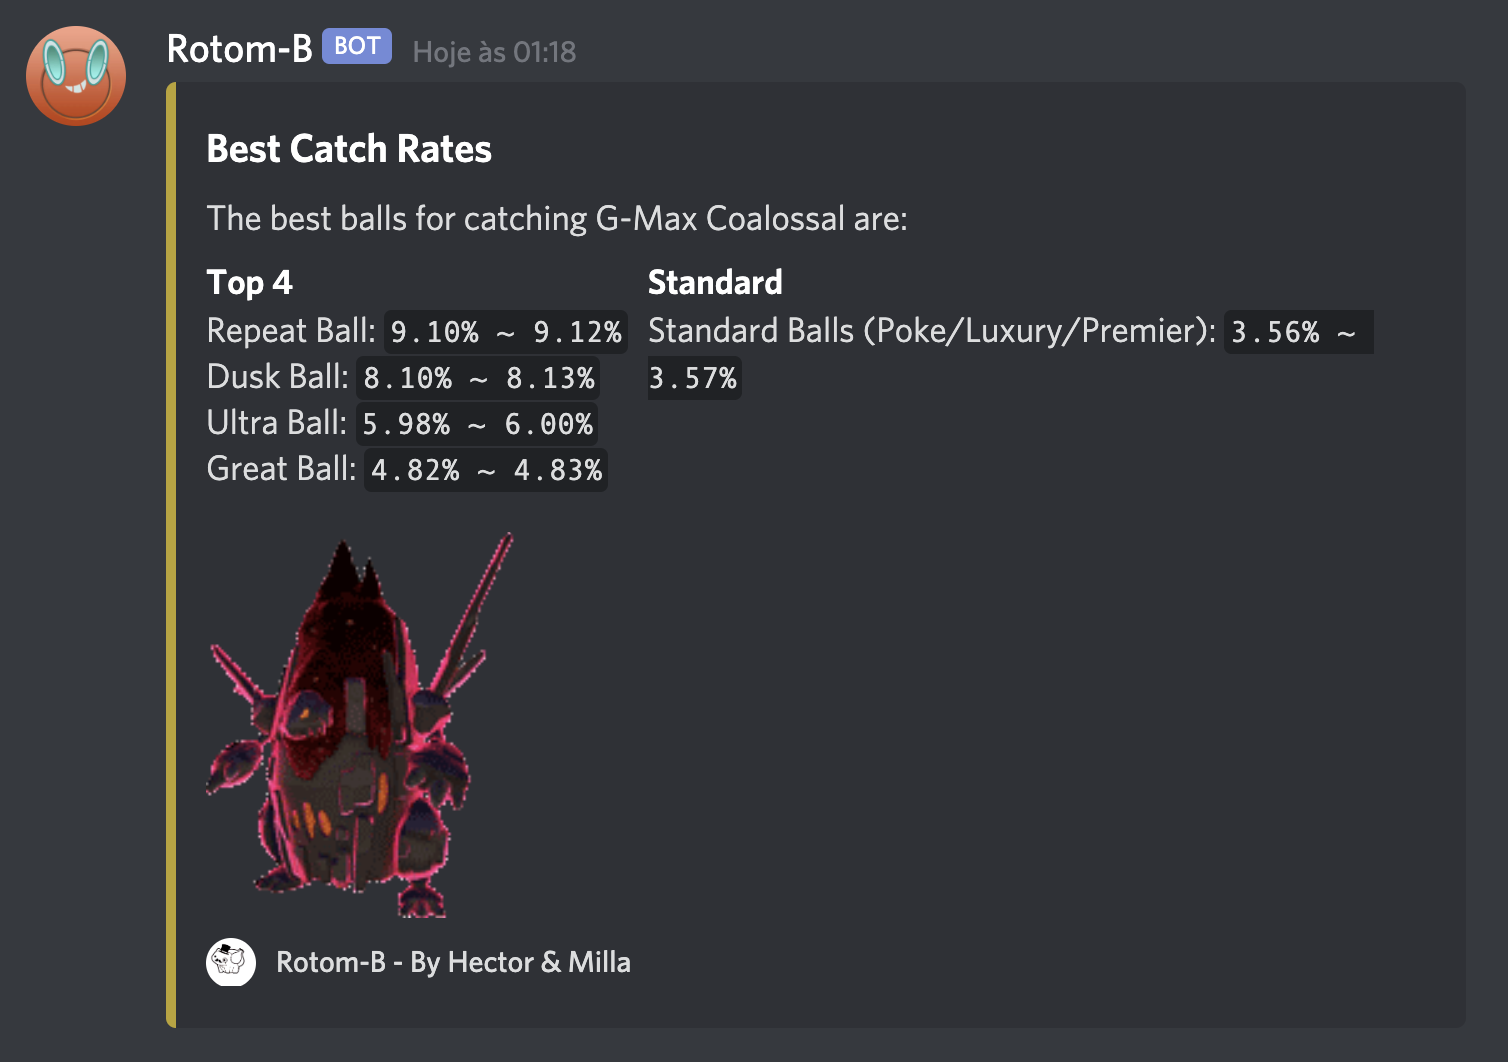 Rotom-B BOT Hoje às 01:18
Best Catch Rates
The best balls for catching G-Max Coalossal are:
Top 4
Repeat Ball: 9.10% ~ 9.12%
Dusk Ball: 8.10% ~ 8.13%
Ultra Ball: 5.98% ~ 6.00%
Great Ball: 4.82% ~ 4.83%
Standard
Standard Balls (Poke/Luxury/Premier): 3.56% ~
3.57%
Rotom-B - By Hector & Milla